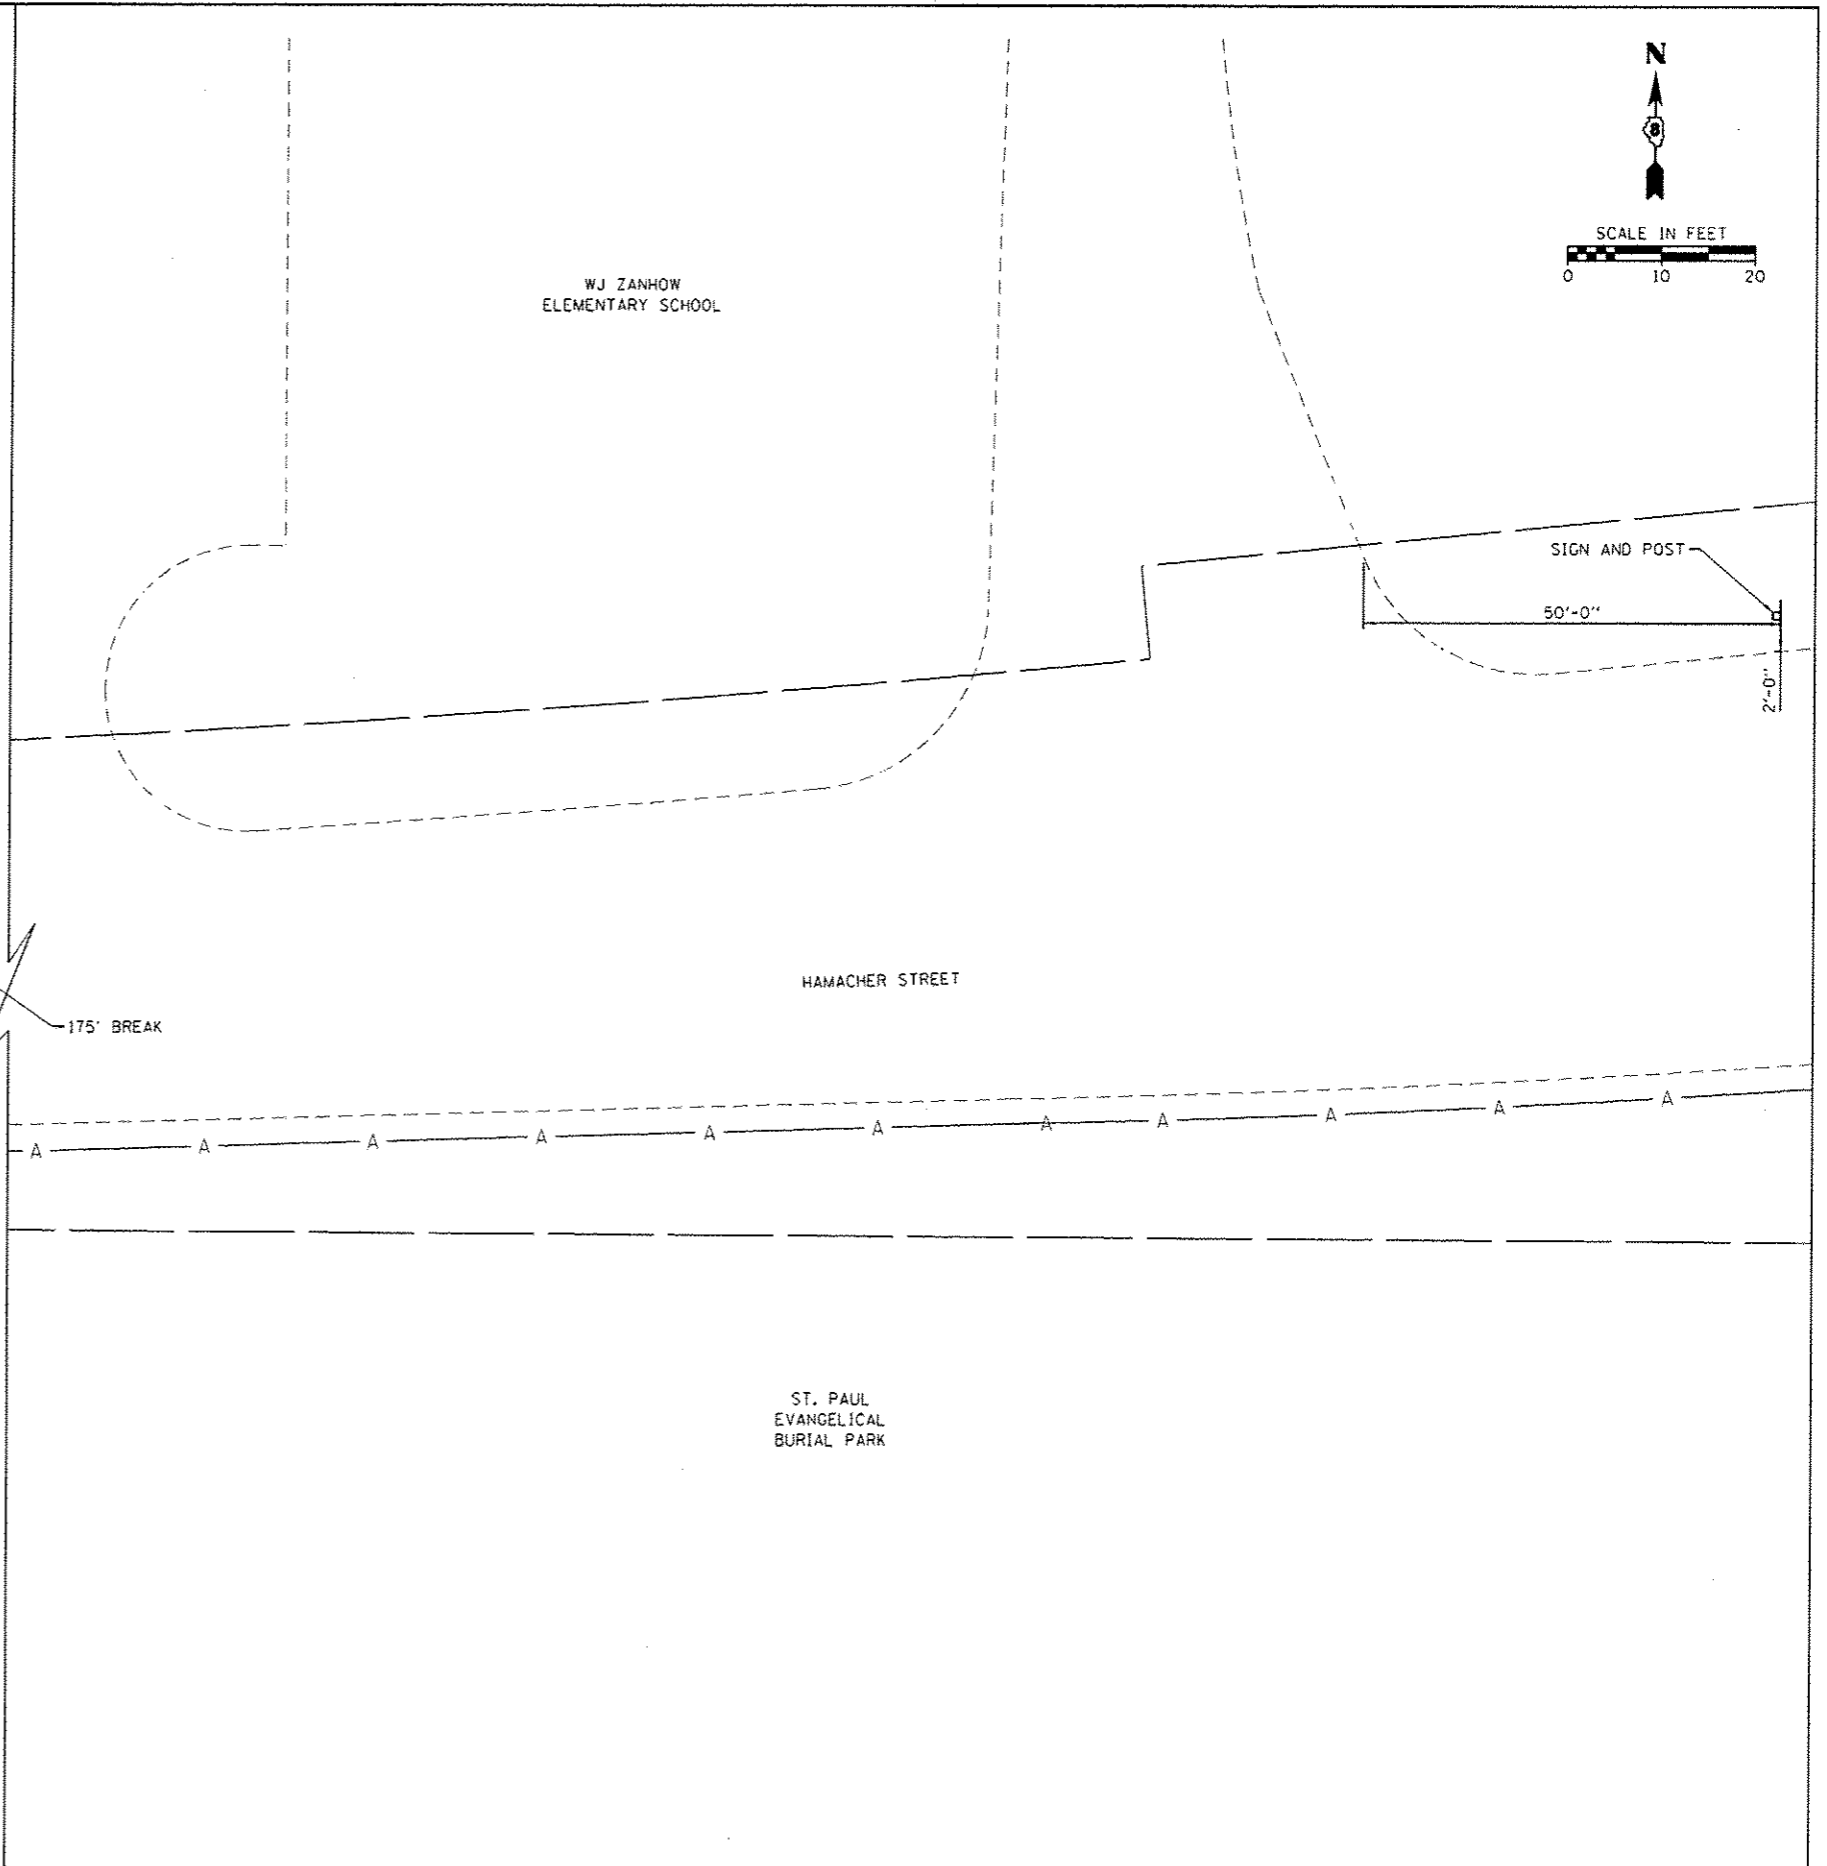 N
8
SCALE IN FEET
0 10 20
WJ ZANHOW
ELEMENTARY SCHOOL
SIGN AND POST
50'-0"
2'-0"
HAMACHER STREET
175' BREAK
A A A A A A A A A A A
ST. PAUL
EVANGELICAL
BURIAL PARK